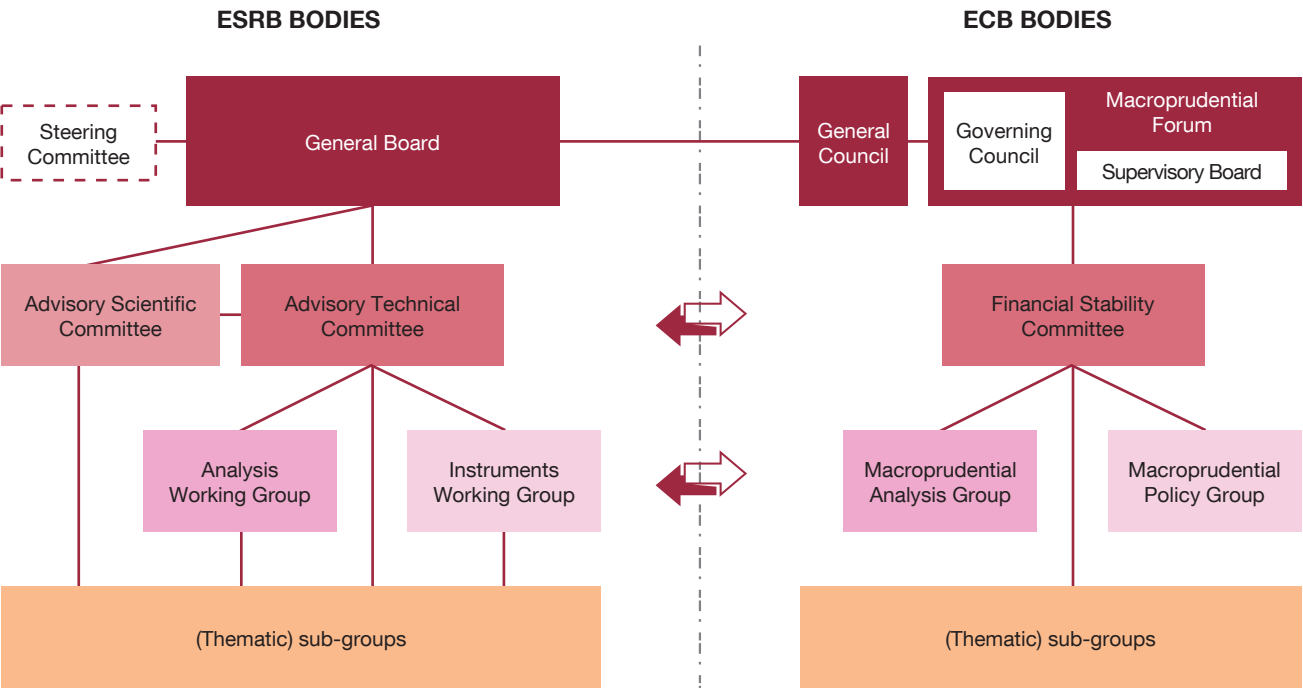 ESRB BODIES
ECB BODIES
Steering
Committee
General Board
General
Council
Governing
Council
Macroprudential
Forum
Supervisory Board
Advisory Scientific
Committee
Advisory Technical
Committee
Financial Stability
Committee
Analysis
Working Group
Instruments
Working Group
Macroprudential
Analysis Group
Macroprudential
Policy Group
(Thematic) sub-groups
(Thematic) sub-groups